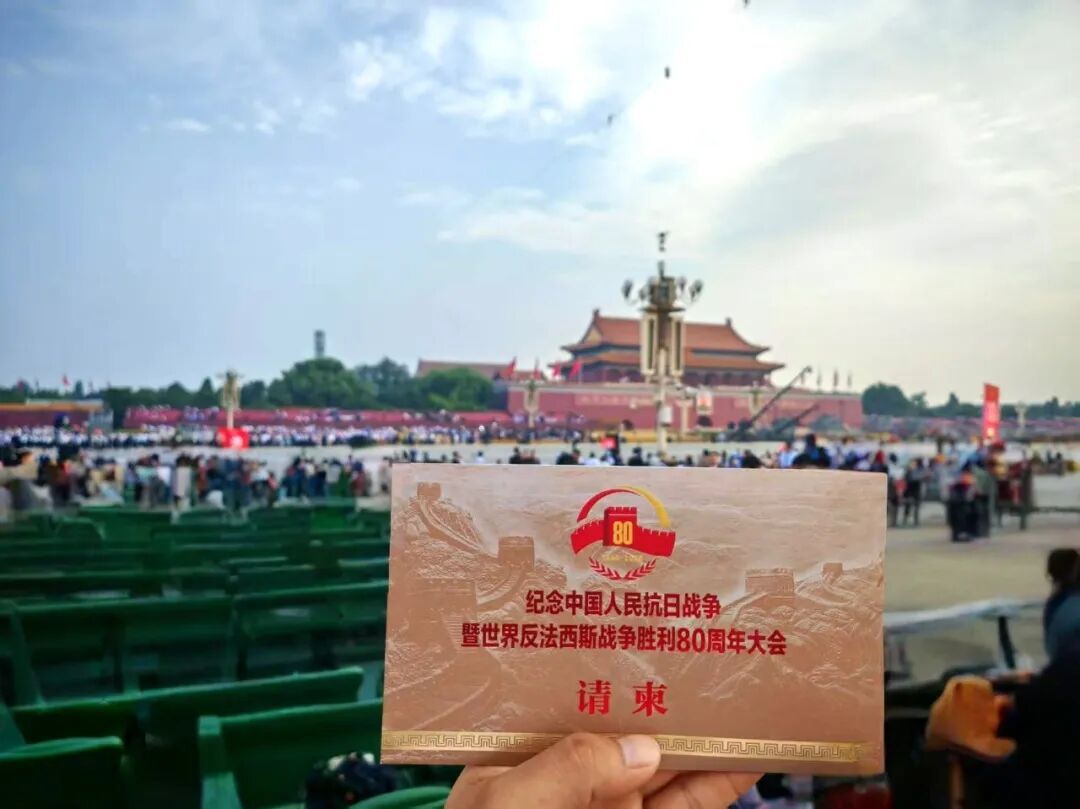 80
纪念中国人民抗日战争
暨世界反法西斯战争胜利80周年大会
请柬